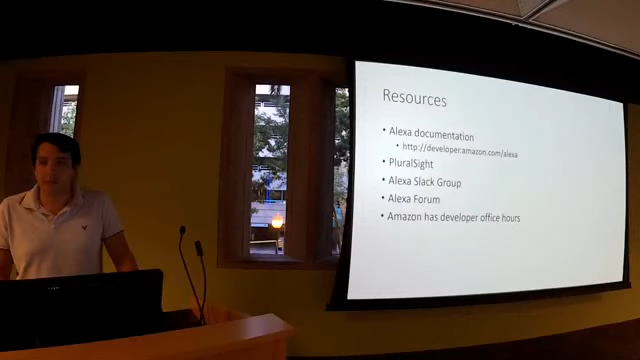 Resources
• Alexa documentation
• http://developer.amazon.com/alexa
• PluralSight
• Alexa Slack Group
• Alexa Forum
• Amazon has developer office hours